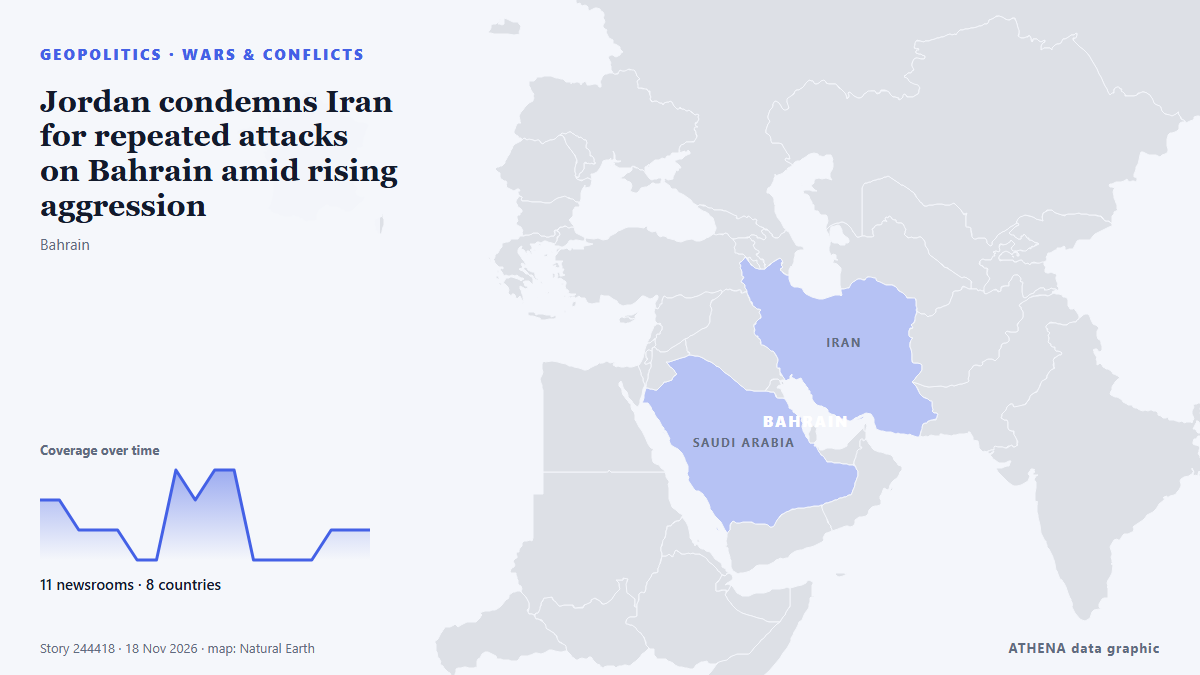 GEOPOLITICS · WARS & CONFLICTS
Jordan condemns Iran
for repeated attacks
on Bahrain amid rising
aggression
Bahrain
IRAN
BAHRAIN
SAUDI ARABIA
Coverage over time
11 newsrooms · 8 countries
Story 244418 · 18 Nov 2026 · map: Natural Earth
ATHENA data graphic